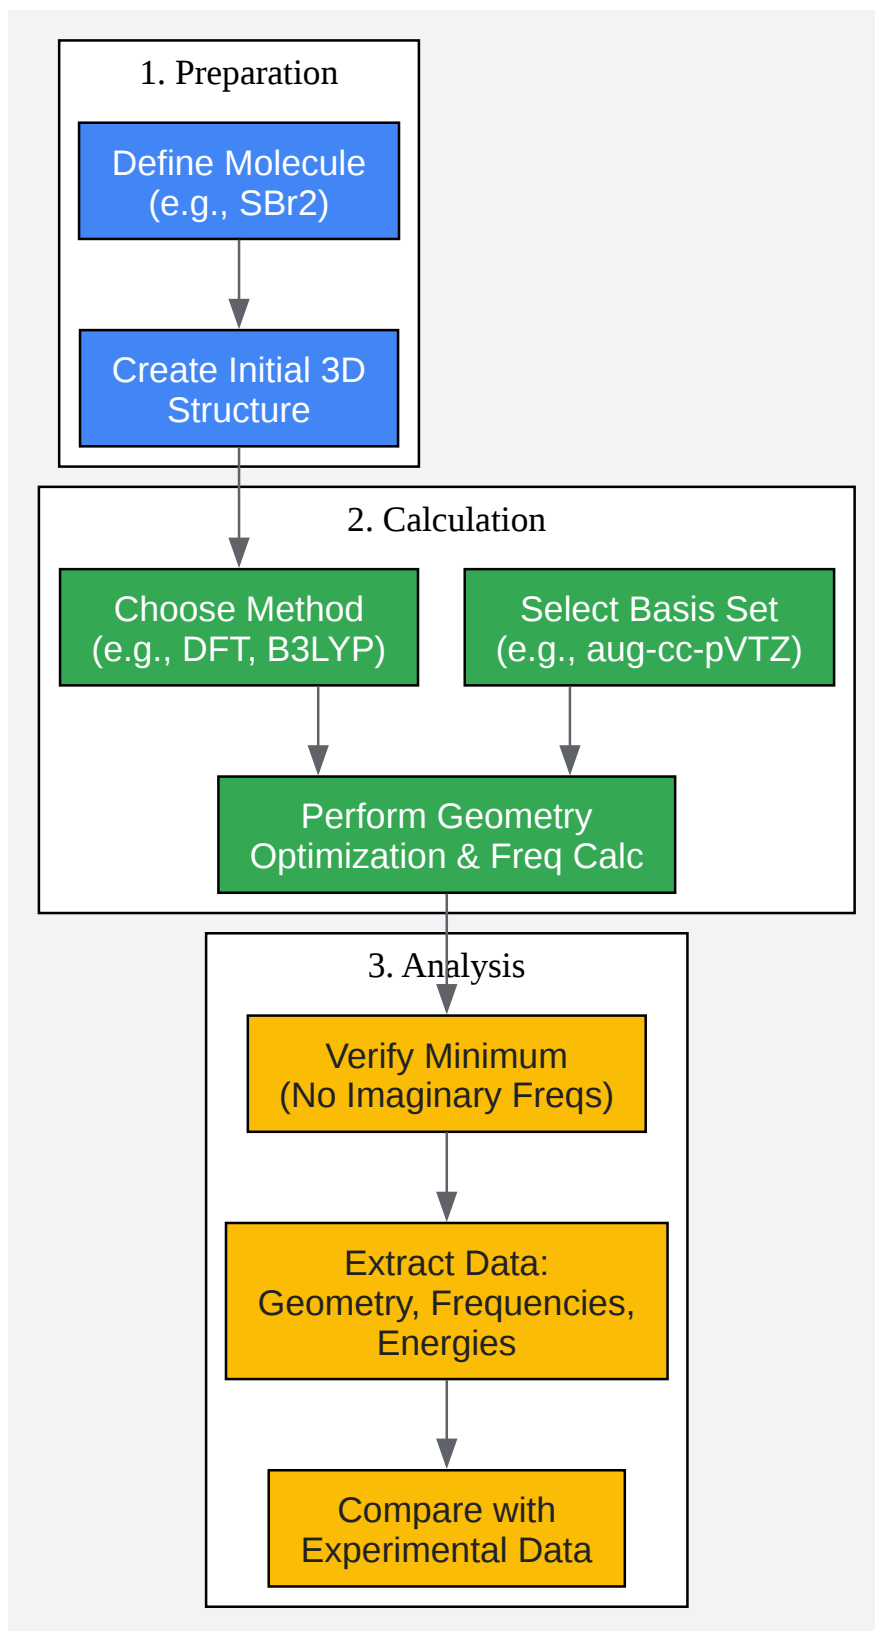 1. Preparation
Define Molecule
(e.g., SBr2)
Create Initial 3D
Structure
2. Calculation
Choose Method
(e.g., DFT, B3LYP)
Select Basis Set
(e.g., aug-cc-pVTZ)
Perform Geometry
Optimization & Freq Calc
3. Analysis
Verify Minimum
(No Imaginary Freqs)
Extract Data:
Geometry, Frequencies,
Energies
Compare with
Experimental Data